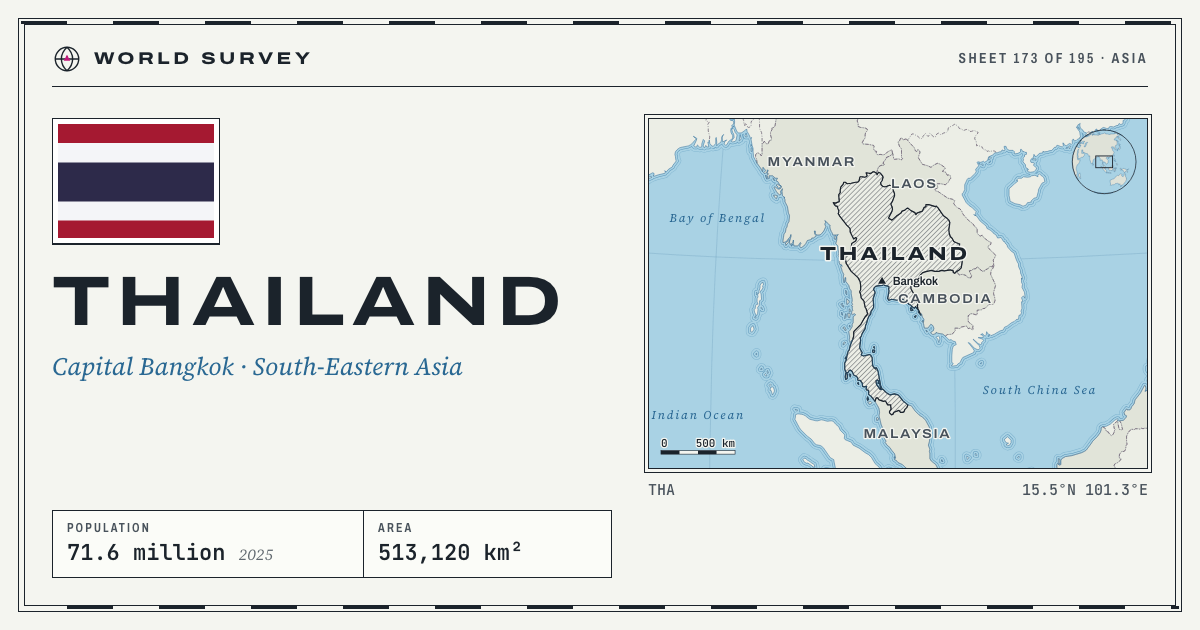 WORLD SURVEY
SHEET 173 OF 195 · ASIA
THAILAND
Capital Bangkok · South-Eastern Asia
MYANMAR
LAOS
Bay of Bengal
THAILAND
Bangkok
CAMBODIA
South China Sea
Indian Ocean
MALAYSIA
0 500 km
THA 15.5°N 101.3°E
POPULATION
71.6 million 2025
AREA
513,120 km²